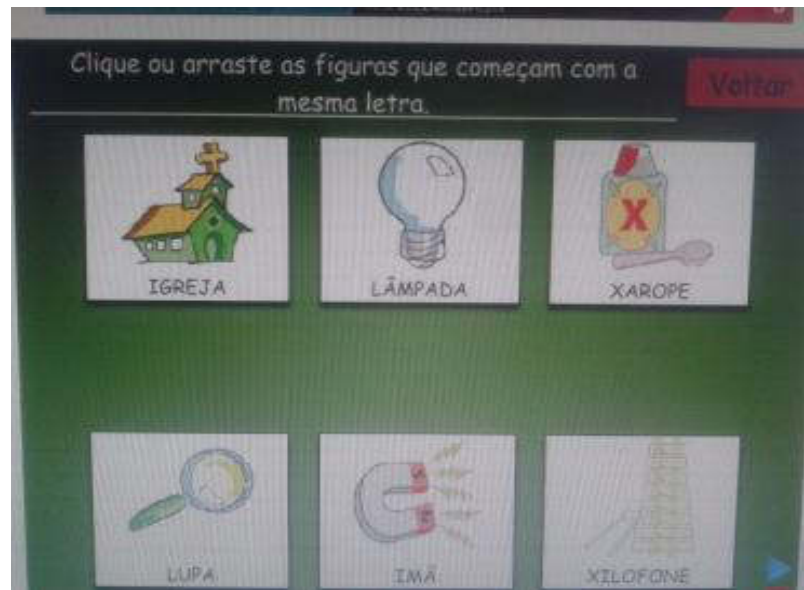 Clique ou arraste as figuras que começam com a
mesma letra.
Voltar
IGREJA
LÂMPADA
X
XAROPE
LUPA
S
IMÃ
XILOFONE